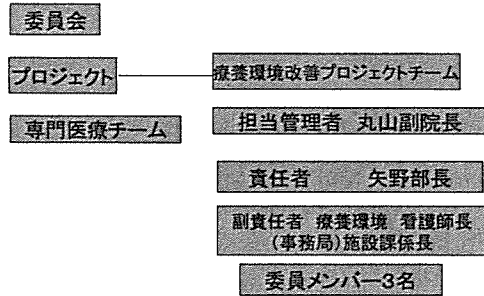 委員会
プロジェクト
療養環境改善プロジェクトチーム
専門医療チーム
担当管理者 丸山副院長
責任者 矢野部長
副責任者 療養環境 看護師長
(事務局)施設課係長
委員メンバー3名